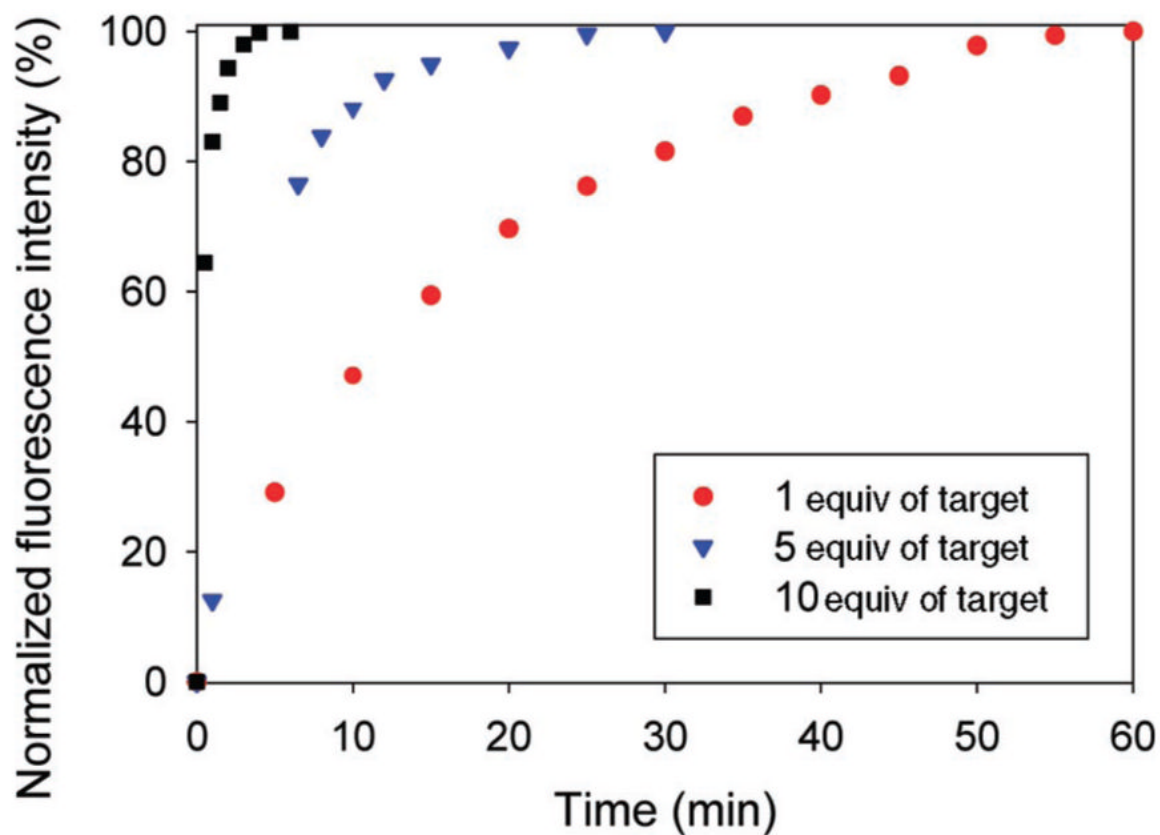 Normalized fluorescence intensity (%)
100
80
60
40
20
0
0 10 20 30 40 50 60
Time (min)
1 equiv of target
5 equiv of target
10 equiv of target